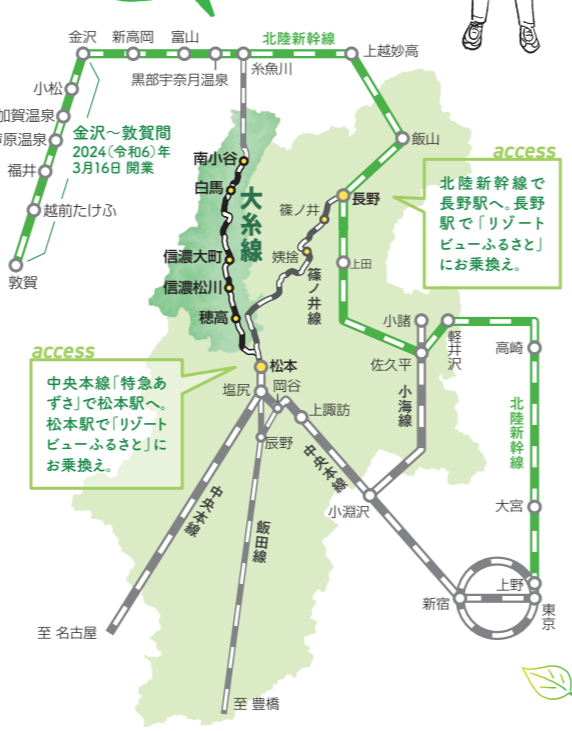 金沢
新高岡
富山
北陸新幹線
上越妙高
黒部宇奈月温泉
糸魚川
小松
加賀温泉
芦原温泉
金沢〜敦賀間
2024(令和6)年
3月16日 開業
福井
越前たけふ
敦賀
飯山
南小谷
白馬
大糸線
信濃大町
信濃松川
穂高
長野
篠ノ井
姨捨
篠ノ井線
上田
access
北陸新幹線で
長野駅へ。長野
駅で「リゾート
ビューふるさと」
にお乗換え。
小諸
軽井沢
高崎
佐久平
小海線
北陸新幹線
大宮
access
中央本線「特急あ
ずさ」で松本駅へ。
松本駅で「リゾート
ビューふるさと」に
お乗換え。
松本
塩尻
岡谷
上諏訪
辰野
中央本線
小淵沢
中央本線
飯田線
新宿
上野
東京
至 名古屋
至 豊橋